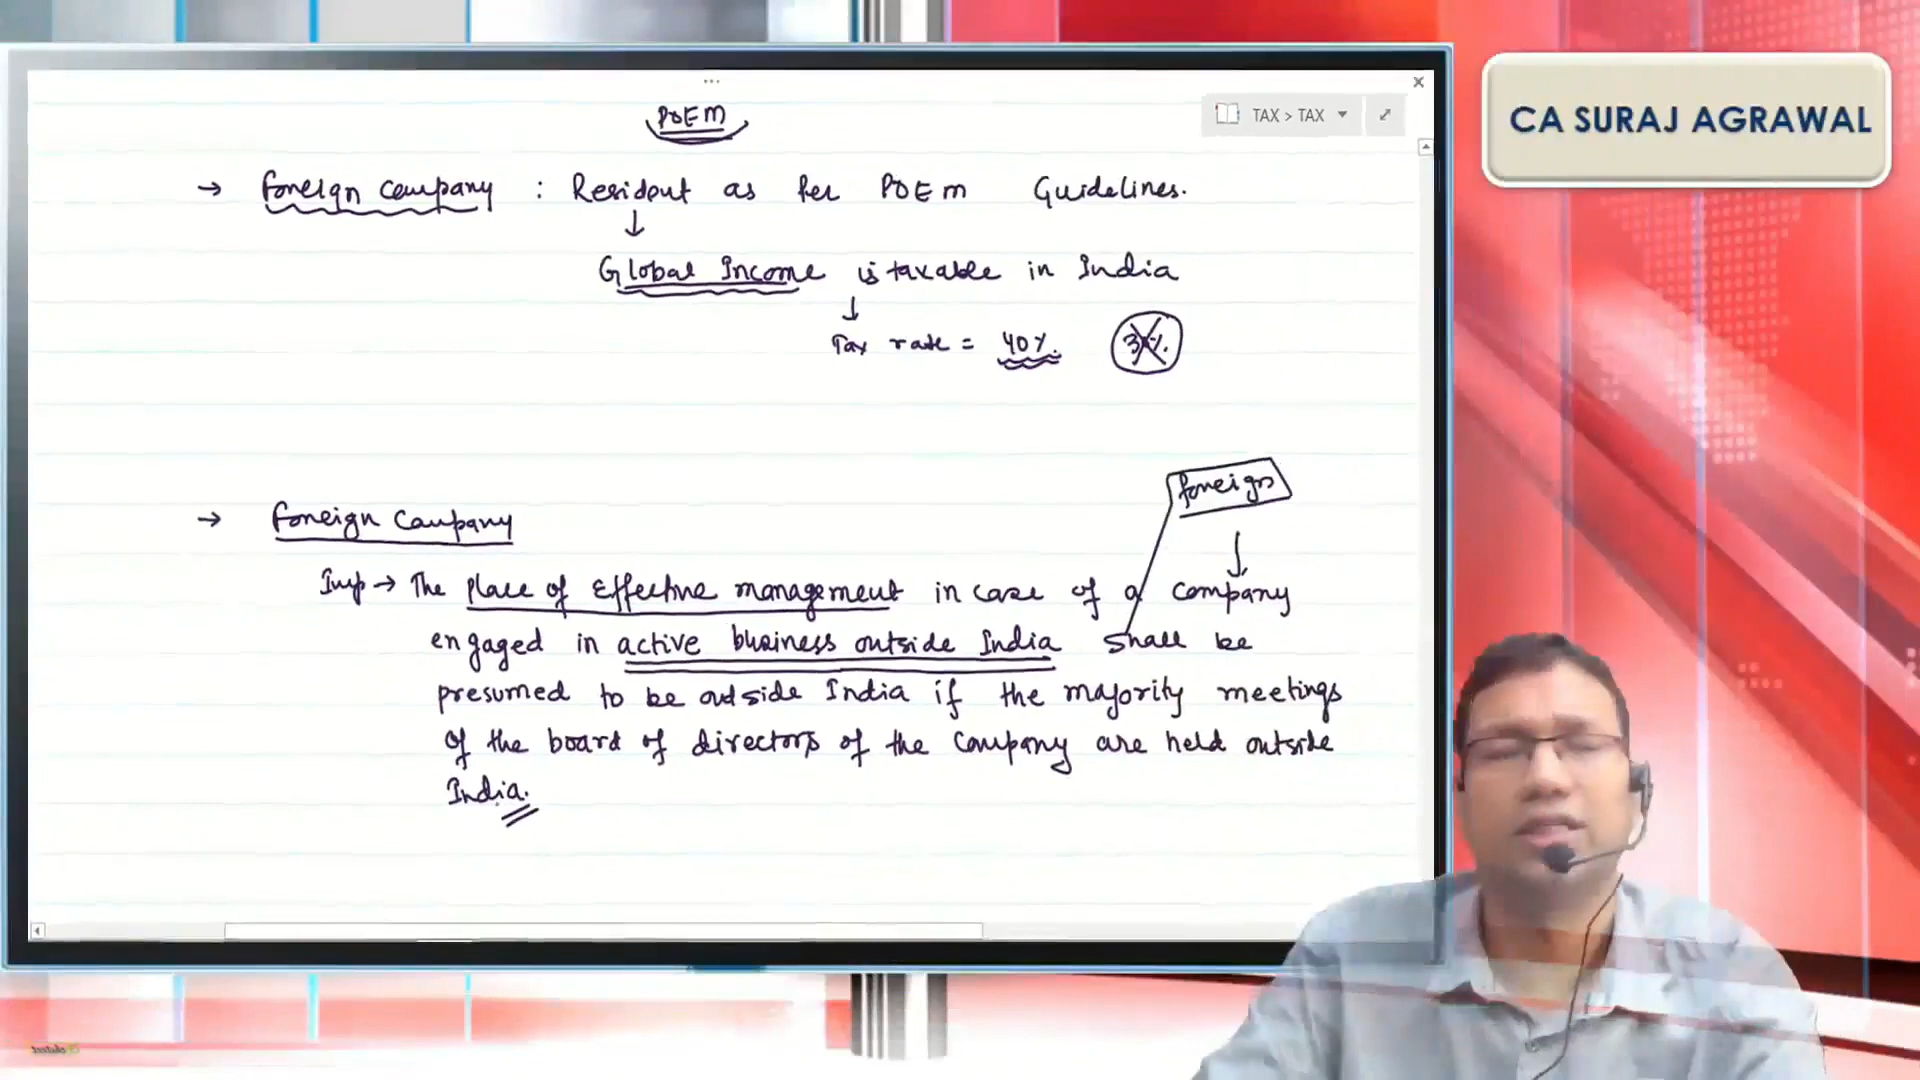 POEM
TAX > TAX
CA SURAJ AGRAWAL
→ Foreign Company : Resident as Per POEM Guidelines.
↓
Global Income is taxable in India
↓
Tax rate = 40%. 30%.
foreign
→ Foreign Company
Imp → The place of Effective management in case of a company
engaged in active business outside India shall be
presumed to be outside India if the majority meetings
of the board of directors of the company are held outside
India.